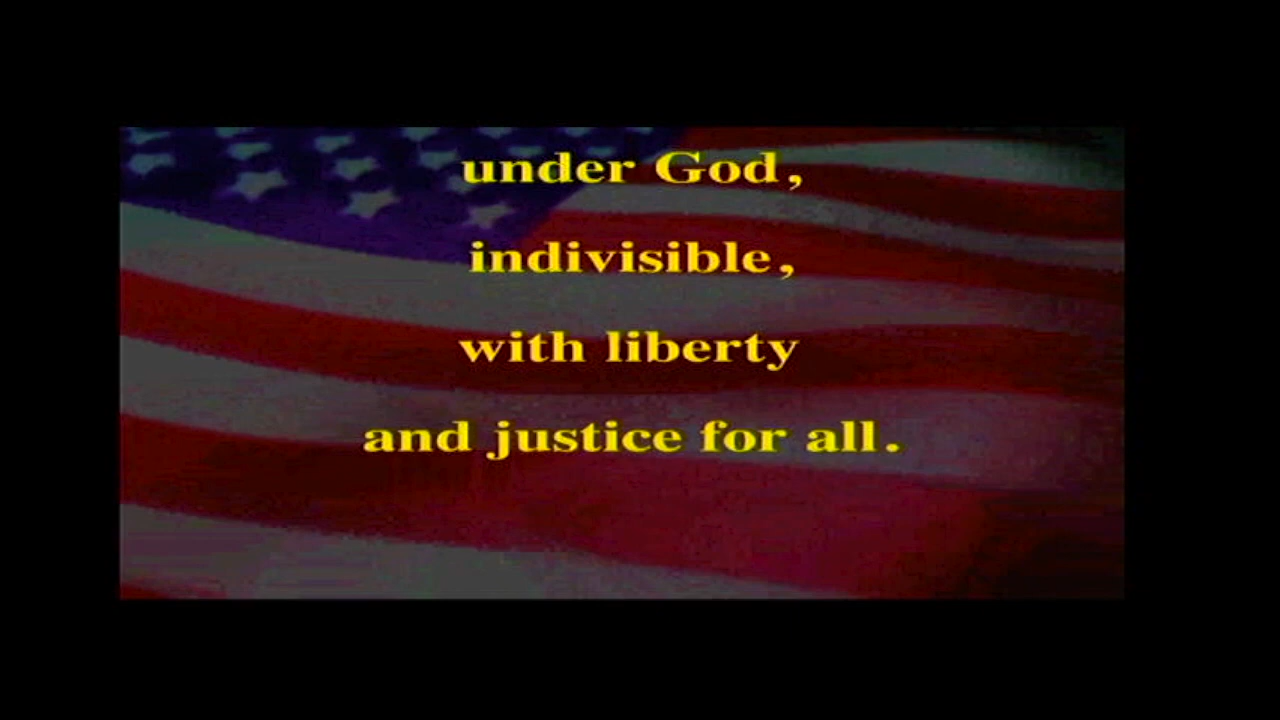 under God,
indivisible,
with liberty
and justice for all.